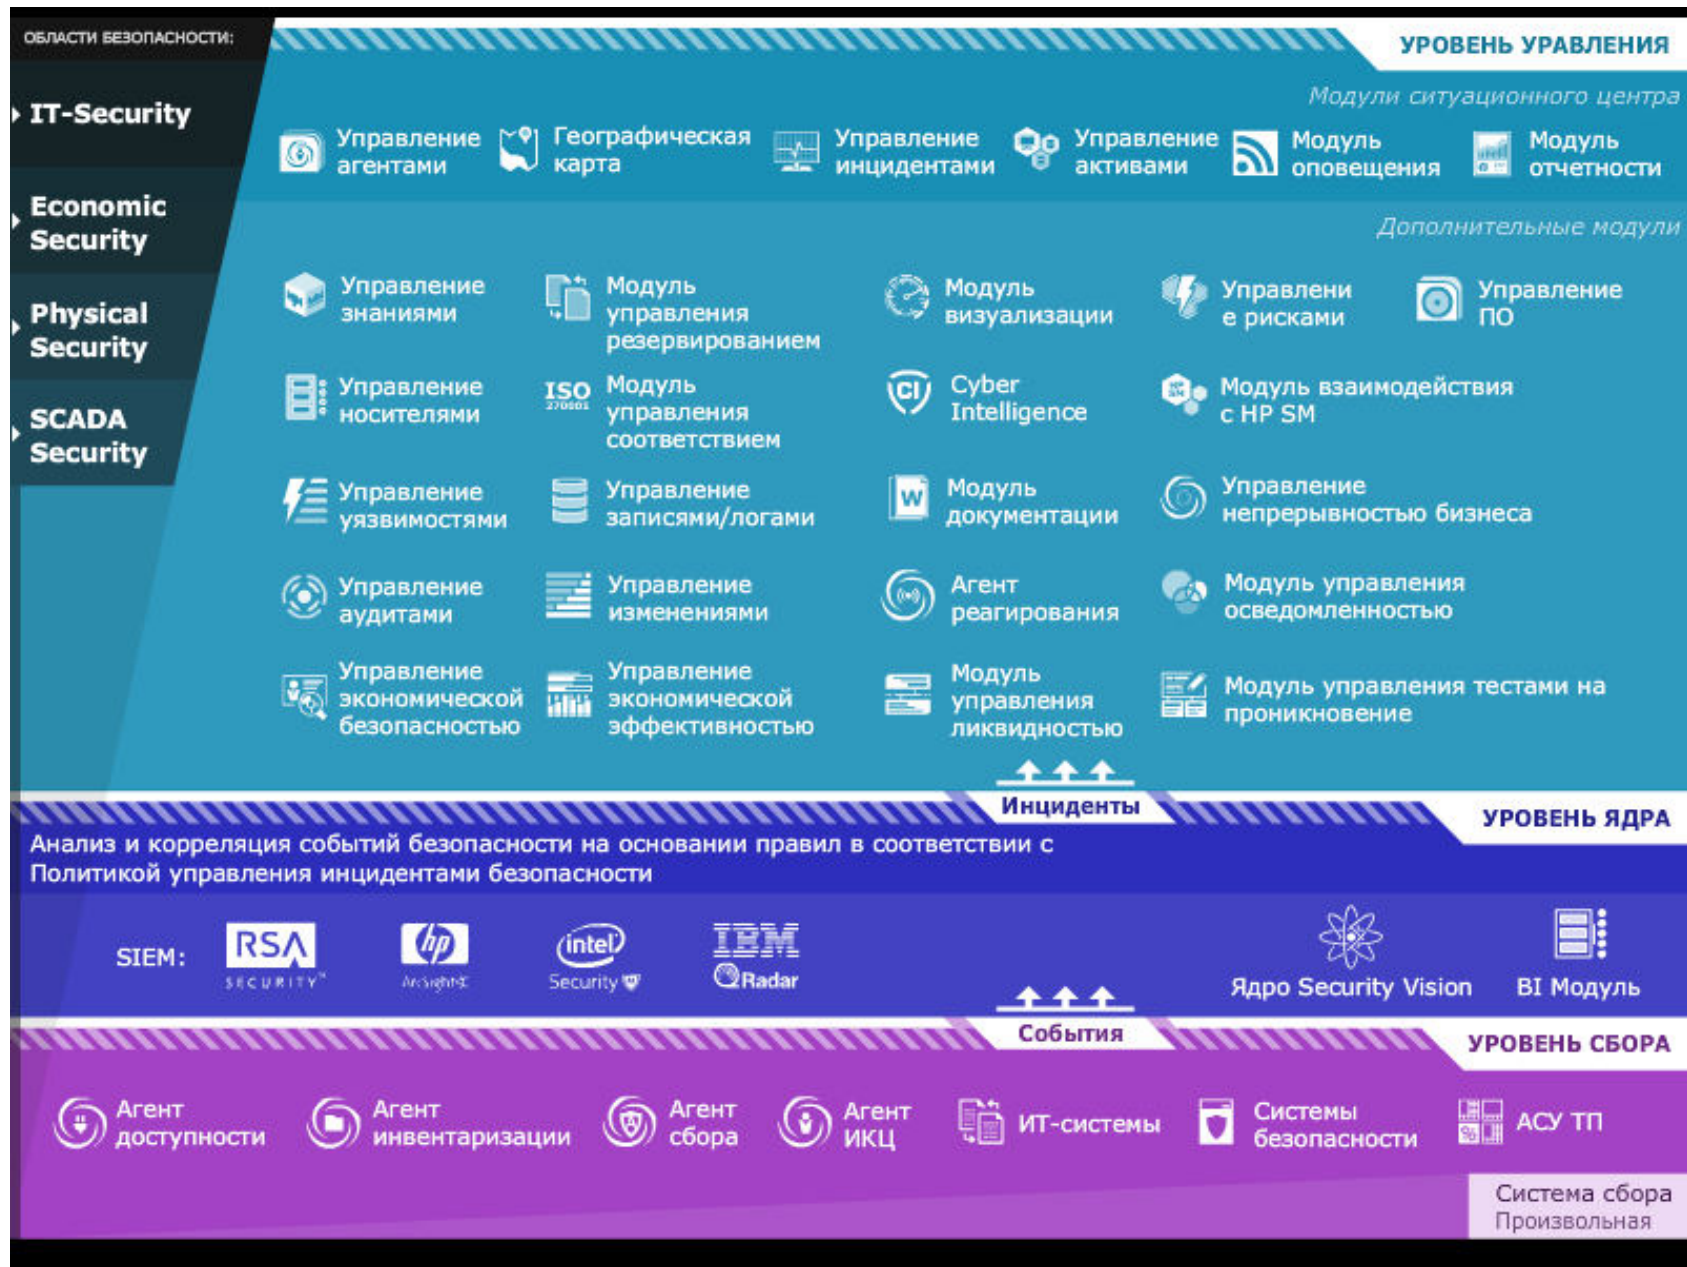 ОБЛАСТИ БЕЗОПАСНОСТИ:
IT-Security
Economic
Security
Physical
Security
SCADA
Security
УРОВЕНЬ УРАВЛЕНИЯ
Модули ситуационного центра
Управление
агентами
Географическая
карта
Управление
инцидентами
Управление
активами
Модуль
оповещения
Модуль
отчетности
Дополнительные модули
Управление
знаниями
Модуль
управления
резервированием
Модуль
визуализации
Управлени
е рисками
Управление
ПО
Управление
носителями
ISO
270001
Модуль
управления
соответствием
CI
Cyber
Intelligence
Модуль взаимодействия
с HP SM
Управление
уязвимостями
Управление
записями/логами
W
Модуль
документации
Управление
непрерывностью бизнеса
Управление
аудитами
Управление
изменениями
Агент
реагирования
Модуль управления
осведомленностью
Управление
экономической
безопасностью
Управление
экономической
эффективностью
Модуль
управления
ликвидностью
Модуль управления тестами на
проникновение
Инциденты
УРОВЕНЬ ЯДРА
Анализ и корреляция событий безопасности на основании правил в соответствии с
Политикой управления инцидентами безопасности
SIEM:
RSA
SECURITY™
hp
ArcSight
intel
Security
IBM
QRadar
Ядро Security Vision
BI Модуль
События
УРОВЕНЬ СБОРА
Агент
доступности
Агент
инвентаризации
Агент
сбора
Агент
ИКЦ
ИТ-системы
Системы
безопасности
АСУ ТП
Система сбора
Произвольная